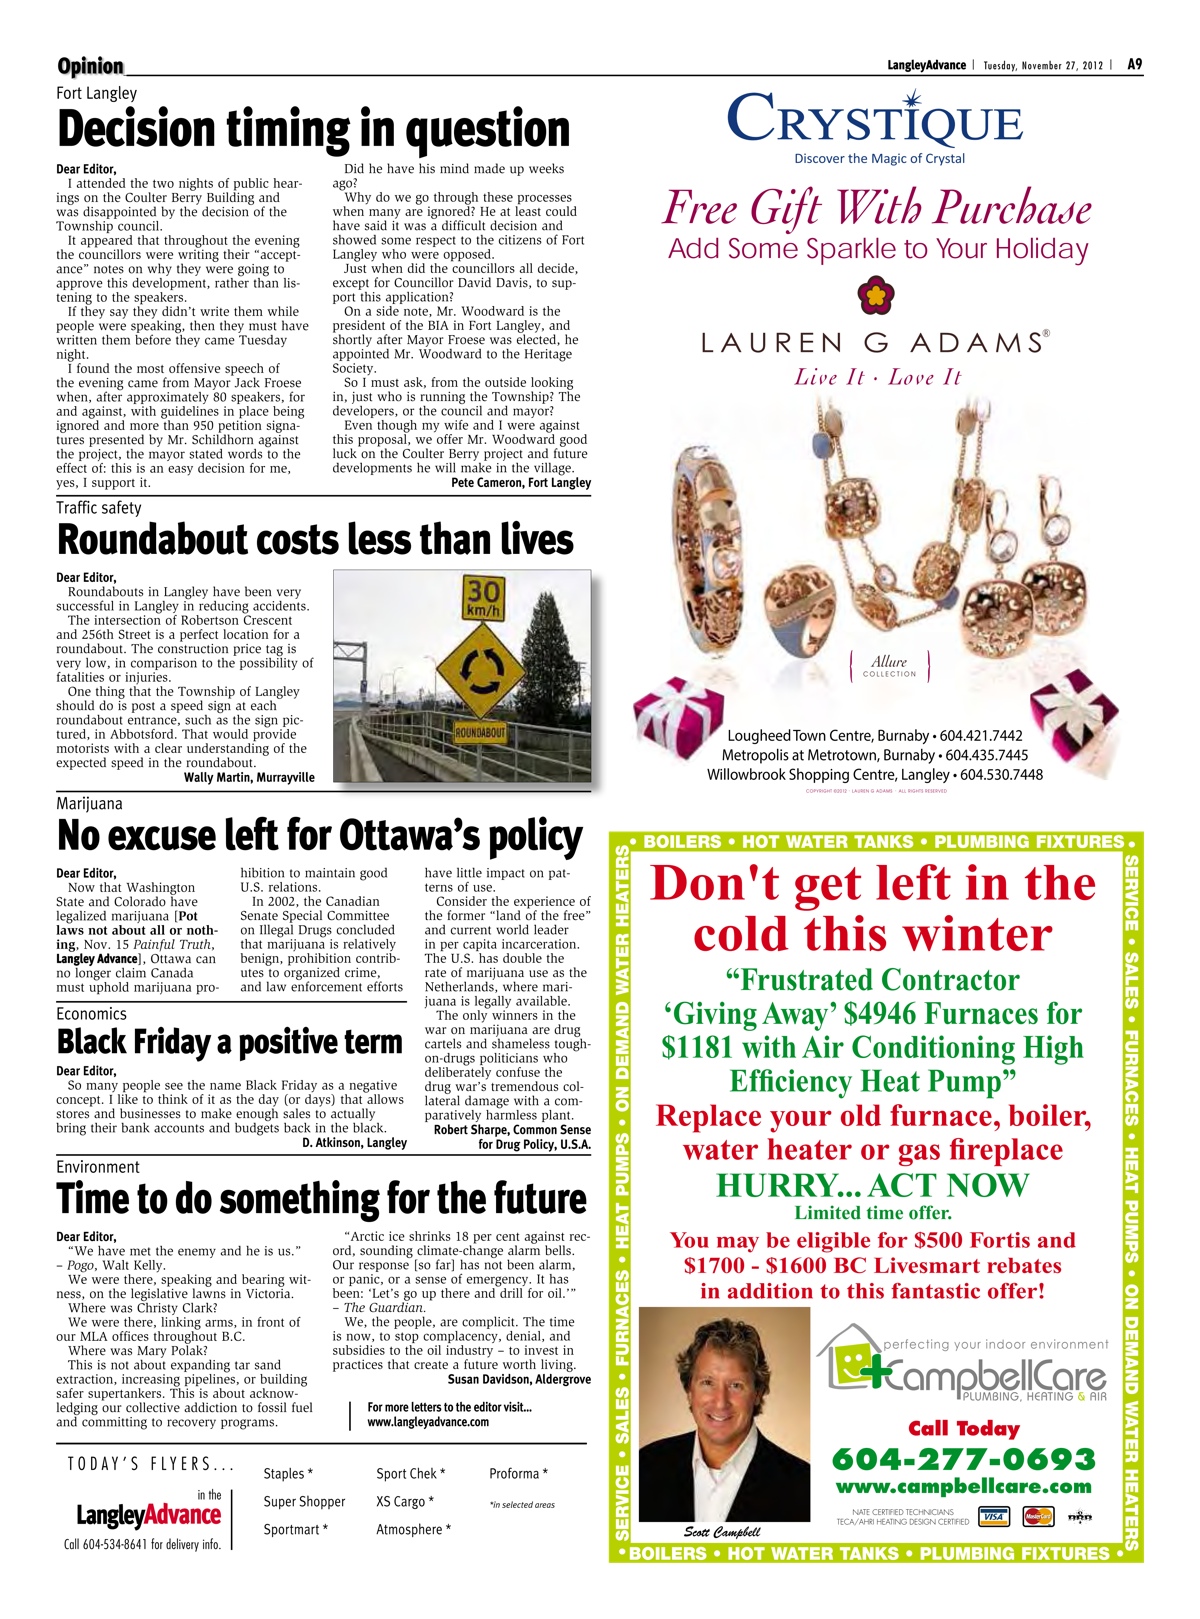 Opinion
LangleyAdvance | Tuesday, November 27, 2012 | A9
Fort Langley
Decision timing in question
Dear Editor,
I attended the two nights of public hear-
ings on the Coulter Berry Building and
was disappointed by the decision of the
Township council.
It appeared that throughout the evening
the councillors were writing their “accept-
ance” notes on why they were going to
approve this development, rather than lis-
tening to the speakers.
If they say they didn’t write them while
people were speaking, then they must have
written them before they came Tuesday
night.
I found the most offensive speech of
the evening came from Mayor Jack Froese
when, after approximately 80 speakers, for
and against, with guidelines in place being
ignored and more than 950 petition signa-
tures presented by Mr. Schildhorn against
the project, the mayor stated words to the
effect of: this is an easy decision for me,
yes, I support it.
Did he have his mind made up weeks
ago?
Why do we go through these processes
when many are ignored? He at least could
have said it was a difficult decision and
showed some respect to the citizens of Fort
Langley who were opposed.
Just when did the councillors all decide,
except for Councillor David Davis, to sup-
port this application?
On a side note, Mr. Woodward is the
president of the BIA in Fort Langley, and
shortly after Mayor Froese was elected, he
appointed Mr. Woodward to the Heritage
Society.
So I must ask, from the outside looking
in, just who is running the Township? The
developers, or the council and mayor?
Even though my wife and I were against
this proposal, we offer Mr. Woodward good
luck on the Coulter Berry project and future
developments he will make in the village.
Pete Cameron, Fort Langley
Traffic safety
Roundabout costs less than lives
Dear Editor,
Roundabouts in Langley have been very
successful in Langley in reducing accidents.
The intersection of Robertson Crescent
and 256th Street is a perfect location for a
roundabout. The construction price tag is
very low, in comparison to the possibility of
fatalities or injuries.
One thing that the Township of Langley
should do is post a speed sign at each
roundabout entrance, such as the sign pic-
tured, in Abbotsford. That would provide
motorists with a clear understanding of the
expected speed in the roundabout.
Wally Martin, Murrayville
30
km/h
ROUNDABOUT
Marijuana
No excuse left for Ottawa’s policy
Dear Editor,
Now that Washington
State and Colorado have
legalized marijuana [Pot
laws not about all or noth-
ing, Nov. 15 Painful Truth,
Langley Advance], Ottawa can
no longer claim Canada
must uphold marijuana pro-
hibition to maintain good
U.S. relations.
In 2002, the Canadian
Senate Special Committee
on Illegal Drugs concluded
that marijuana is relatively
benign, prohibition contrib-
utes to organized crime,
and law enforcement efforts
have little impact on pat-
terns of use.
Consider the experience of
the former “land of the free”
and current world leader
in per capita incarceration.
The U.S. has double the
rate of marijuana use as the
Netherlands, where mari-
juana is legally available.
The only winners in the
war on marijuana are drug
cartels and shameless tough-
on-drugs politicians who
deliberately confuse the
drug war’s tremendous col-
lateral damage with a com-
paratively harmless plant.
Robert Sharpe, Common Sense
for Drug Policy, U.S.A.
Economics
Black Friday a positive term
Dear Editor,
So many people see the name Black Friday as a negative
concept. I like to think of it as the day (or days) that allows
stores and businesses to make enough sales to actually
bring their bank accounts and budgets back in the black.
D. Atkinson, Langley
Environment
Time to do something for the future
Dear Editor,
“We have met the enemy and he is us.”
– Pogo, Walt Kelly.
We were there, speaking and bearing wit-
ness, on the legislative lawns in Victoria.
Where was Christy Clark?
We were there, linking arms, in front of
our MLA offices throughout B.C.
Where was Mary Polak?
This is not about expanding tar sand
extraction, increasing pipelines, or building
safer supertankers. This is about acknow-
ledging our collective addiction to fossil fuel
and committing to recovery programs.
“Arctic ice shrinks 18 per cent against rec-
ord, sounding climate-change alarm bells.
Our response [so far] has not been alarm,
or panic, or a sense of emergency. It has
been: ‘Let’s go up there and drill for oil.’”
– The Guardian.
We, the people, are complicit. The time
is now, to stop complacency, denial, and
subsidies to the oil industry – to invest in
practices that create a future worth living.
Susan Davidson, Aldergrove
For more letters to the editor visit...
www.langleyadvance.com
TODAY’S FLYERS...
in the
LangleyAdvance
Call 604-534-8641 for delivery info.
Staples *
Super Shopper
Sportmart *
Sport Chek *
XS Cargo *
Atmosphere *
Proforma *
*in selected areas
CRYSTIQUE
Discover the Magic of Crystal
Free Gift With Purchase
Add Some Sparkle to Your Holiday
LAUREN G ADAMS®
Live It · Love It
Allure
COLLECTION
Lougheed Town Centre, Burnaby • 604.421.7442
Metropolis at Metrotown, Burnaby • 604.435.7445
Willowbrook Shopping Centre, Langley • 604.530.7448
COPYRIGHT ©2012 · LAUREN G ADAMS · ALL RIGHTS RESERVED
• BOILERS • HOT WATER TANKS • PLUMBING FIXTURES •
SERVICE • SALES • FURNACES • HEAT PUMPS • ON DEMAND WATER HEATERS
Don't get left in the
cold this winter
“Frustrated Contractor
‘Giving Away’ $4946 Furnaces for
$1181 with Air Conditioning High
Efficiency Heat Pump”
Replace your old furnace, boiler,
water heater or gas fireplace
HURRY... ACT NOW
Limited time offer.
You may be eligible for $500 Fortis and
$1700 - $1600 BC Livesmart rebates
in addition to this fantastic offer!
perfecting your indoor environment
CampbellCare
PLUMBING, HEATING & AIR
Call Today
604-277-0693
www.campbellcare.com
NATE CERTIFIED TECHNICIANS
TECA/AHRI HEATING DESIGN CERTIFIED
VISA
MasterCard
Scott Campbell
SERVICE • SALES • FURNACES • HEAT PUMPS • ON DEMAND WATER HEATERS
• BOILERS • HOT WATER TANKS • PLUMBING FIXTURES •